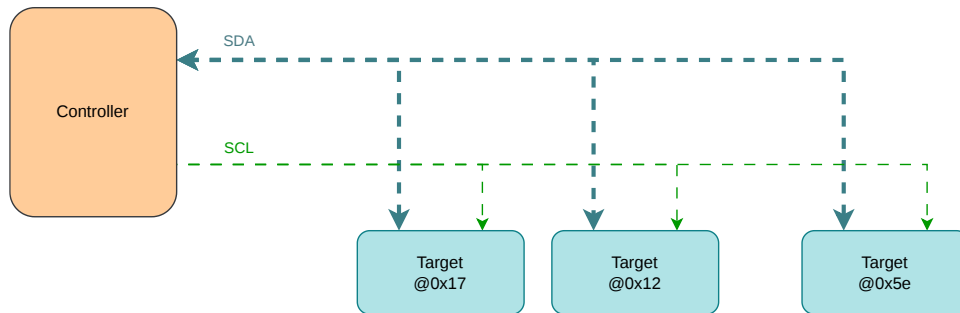 SDA
Controller
SCL
Target
@0x17
Target
@0x12
Target
@0x5e